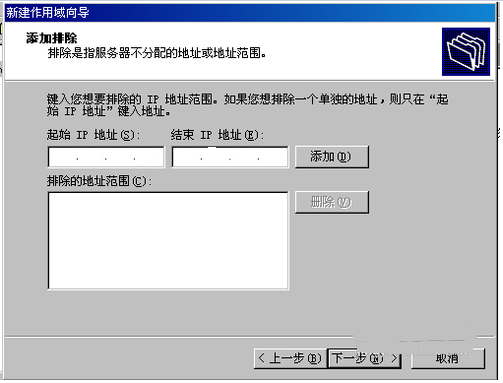 新建作用域向导
添加排除
排除是指服务器不分配的地址或地址范围。
键入您想要排除的 IP 地址范围。如果您想排除一个单独的地址，则只在“起
始 IP 地址”键入地址。
起始 IP 地址(S):
结束 IP 地址(E):
添加(D)
排除的地址范围(C):
删除(V)
< 上一步(B)
下一步(N) >
取消